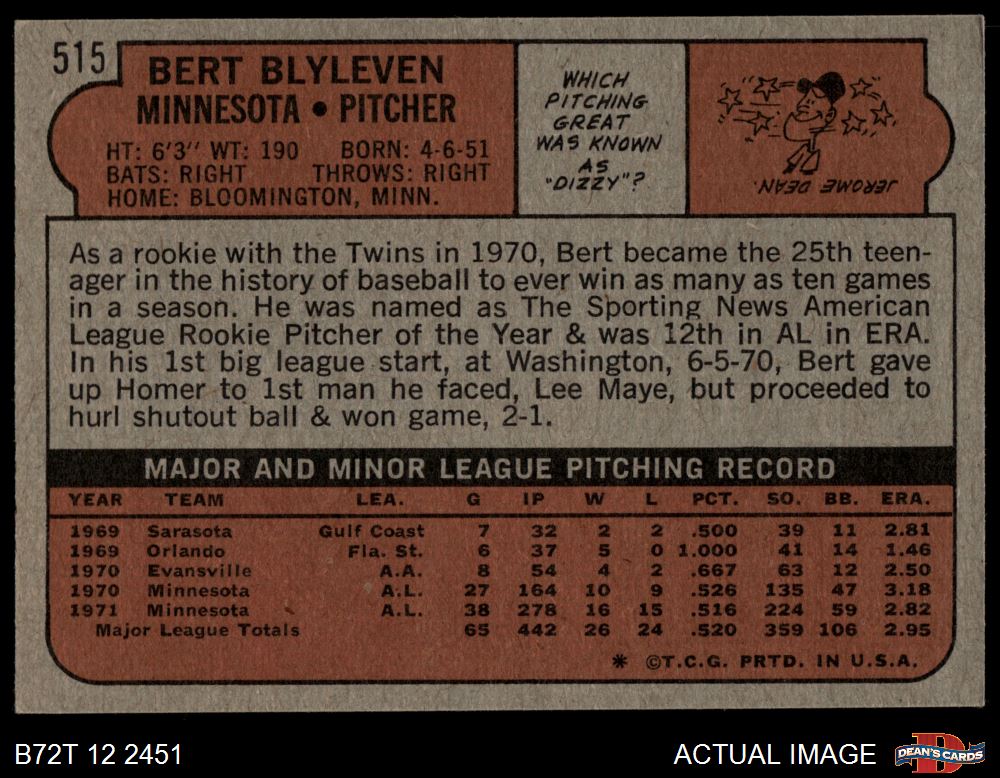 515
BERT BLYLEVEN
MINNESOTA • PITCHER
HT: 6'3" WT: 190 BORN: 4-6-51
BATS: RIGHT THROWS: RIGHT
HOME: BLOOMINGTON, MINN.
WHICH
PITCHING
GREAT
WAS KNOWN
AS
"DIZZY"?
JEROME DEAN.
As a rookie with the Twins in 1970, Bert became the 25th teen-
ager in the history of baseball to ever win as many as ten games
in a season. He was named as The Sporting News American
League Rookie Pitcher of the Year & was 12th in AL in ERA.
In his 1st big league start, at Washington, 6-5-70, Bert gave
up Homer to 1st man he faced, Lee Maye, but proceeded to
hurl shutout ball & won game, 2-1.
MAJOR AND MINOR LEAGUE PITCHING RECORD
YEAR TEAM LEA. G IP W L PCT. SO. BB. ERA.
1969 Sarasota Gulf Coast 7 32 2 2 .500 39 11 2.81
1969 Orlando Fla. St. 6 37 5 0 1.000 41 14 1.46
1970 Evansville A.A. 8 54 4 2 .667 63 12 2.50
1970 Minnesota A.L. 27 164 10 9 .526 135 47 3.18
1971 Minnesota A.L. 38 278 16 15 .516 224 59 2.82
Major League Totals 65 442 26 24 .520 359 106 2.95
* ©T.C.G. PRTD. IN U.S.A.
B72T 12 2451 ACTUAL IMAGE DEAN'S CARDS